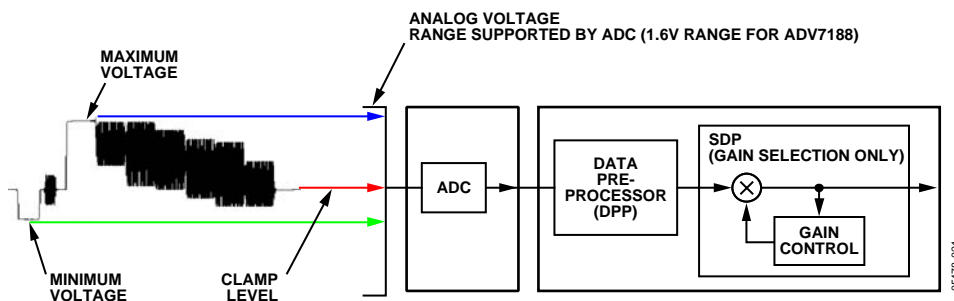 ANALOG VOLTAGE
RANGE SUPPORTED BY ADC (1.6V RANGE FOR ADV7188)
MAXIMUM
VOLTAGE
SDP
(GAIN SELECTION ONLY)
DATA
PRE-
PROCESSOR
(DPP)
ADC
GAIN
CONTROL
MINIMUM
VOLTAGE
CLAMP
LEVEL